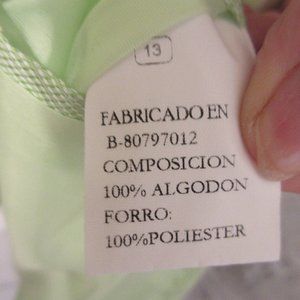 13
FABRICADO EN
B-80797012
COMPOSICION
100% ALGODON
FORRO:
100%POLIESTER